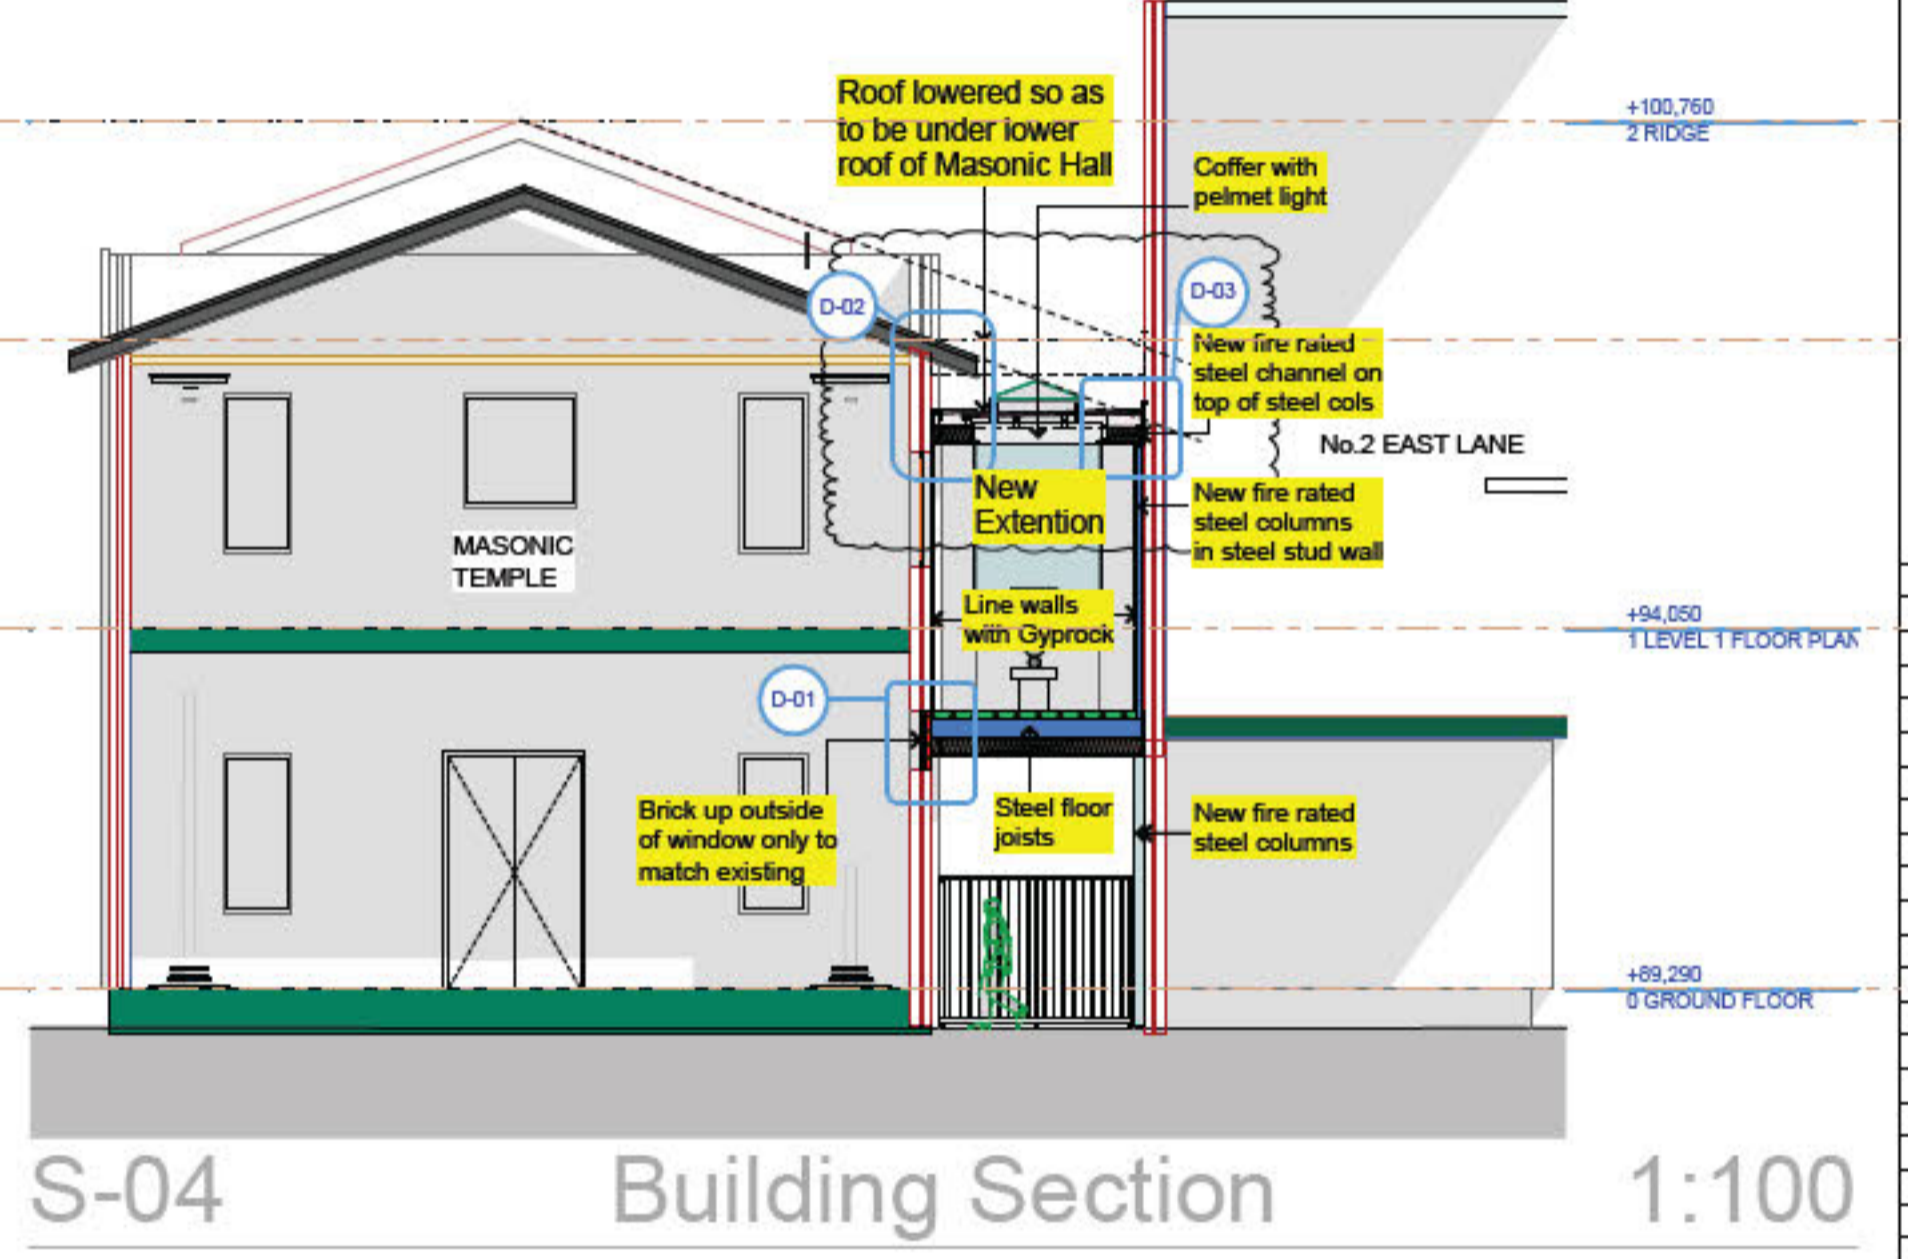 Roof lowered so as
to be under lower
roof of Masonic Hall
+100,760
2 RIDGE
Coffer with
pelmet light
D-02
D-03
New fire rated
steel channel on
top of steel cols
No.2 EAST LANE
New
Extention
New fire rated
steel columns
in steel stud wall
MASONIC
TEMPLE
Line walls
with Gyprock
+94,050
1 LEVEL 1 FLOOR PLAN
D-01
Brick up outside
of window only to
match existing
Steel floor
joists
New fire rated
steel columns
+89,290
0 GROUND FLOOR
S-04
Building Section
1:100